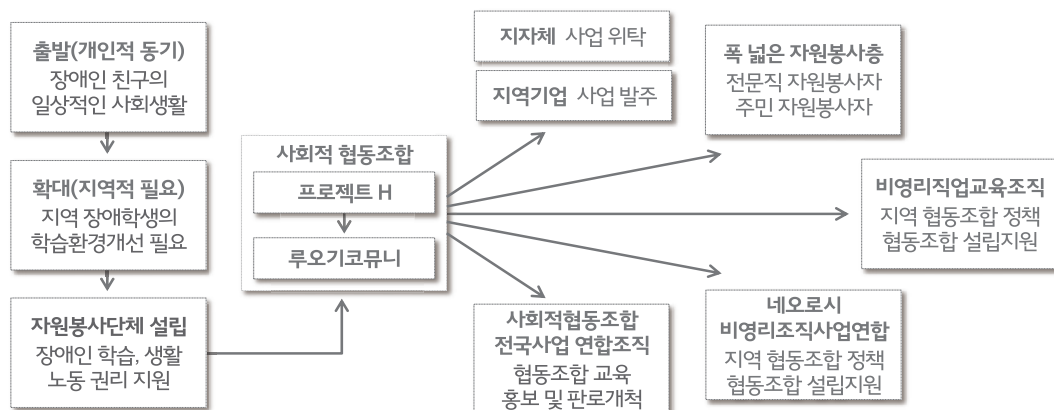 출발(개인적 동기)
장애인 친구의
일상적인 사회생활
확대(지역적 필요)
지역 장애학생의
학습환경개선 필요
자원봉사단체 설립
장애인 학습, 생활
노동 권리 지원
사회적 협동조합
프로젝트 H
루오기코뮤니
지자체 사업 위탁
지역기업 사업 발주
폭 넓은 자원봉사층
전문직 자원봉사자
주민 자원봉사자
비영리직업교육조직
지역 협동조합 정책
협동조합 설립지원
네오로시
비영리조직사업연합
지역 협동조합 정책
협동조합 설립지원
사회적협동조합
전국사업 연합조직
협동조합 교육
홍보 및 판로개척